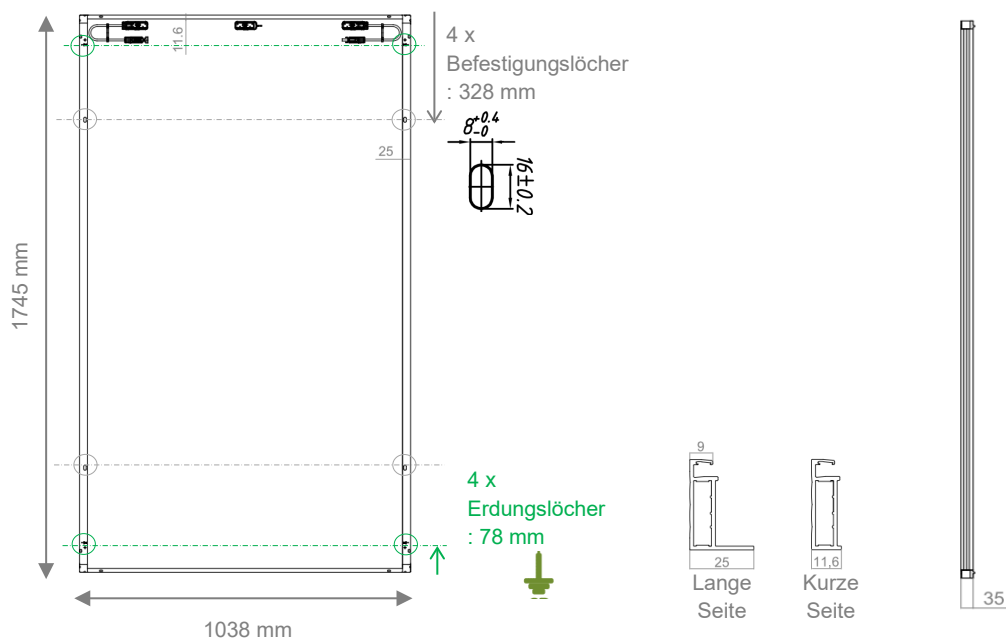 11.6
4 x
Befestigungslöcher
: 328 mm
8 +0.4 -0
16±0.2
25
1745 mm
4 x
Erdungslöcher
: 78 mm
9
25
11,6
Lange
Seite
Kurze
Seite
35
1038 mm